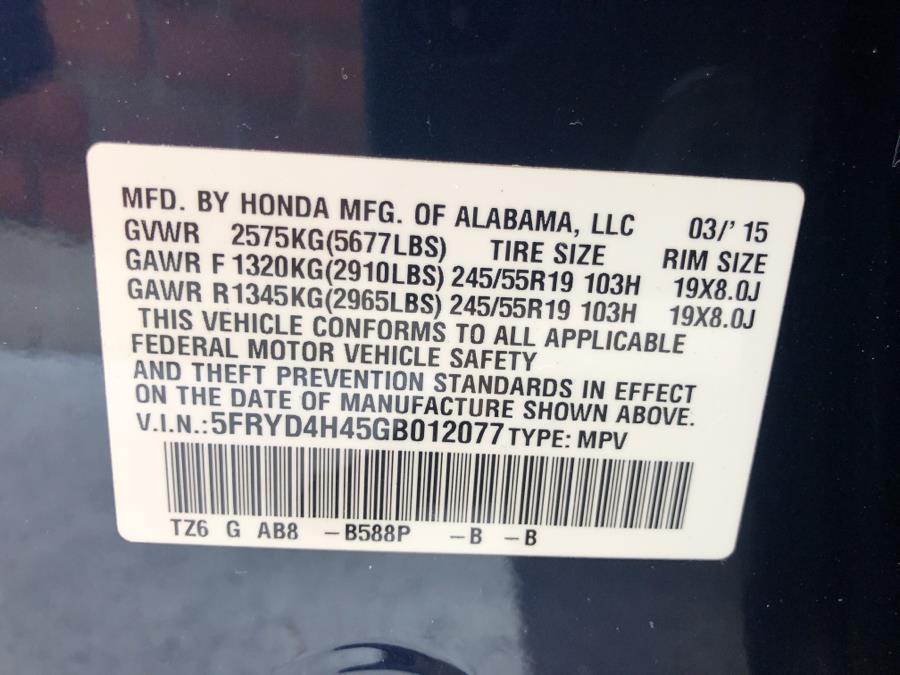 MFD. BY HONDA MFG. OF ALABAMA, LLC 03/' 15
GVWR 2575KG(5677LBS) TIRE SIZE RIM SIZE
GAWR F 1320KG(2910LBS) 245/55R19 103H 19X8.0J
GAWR R1345KG(2965LBS) 245/55R19 103H 19X8.0J
THIS VEHICLE CONFORMS TO ALL APPLICABLE
FEDERAL MOTOR VEHICLE SAFETY
AND THEFT PREVENTION STANDARDS IN EFFECT
ON THE DATE OF MANUFACTURE SHOWN ABOVE.
V.I.N.:5FRYD4H45GB012077 TYPE: MPV
TZ6 G AB8 –B588P –B –B